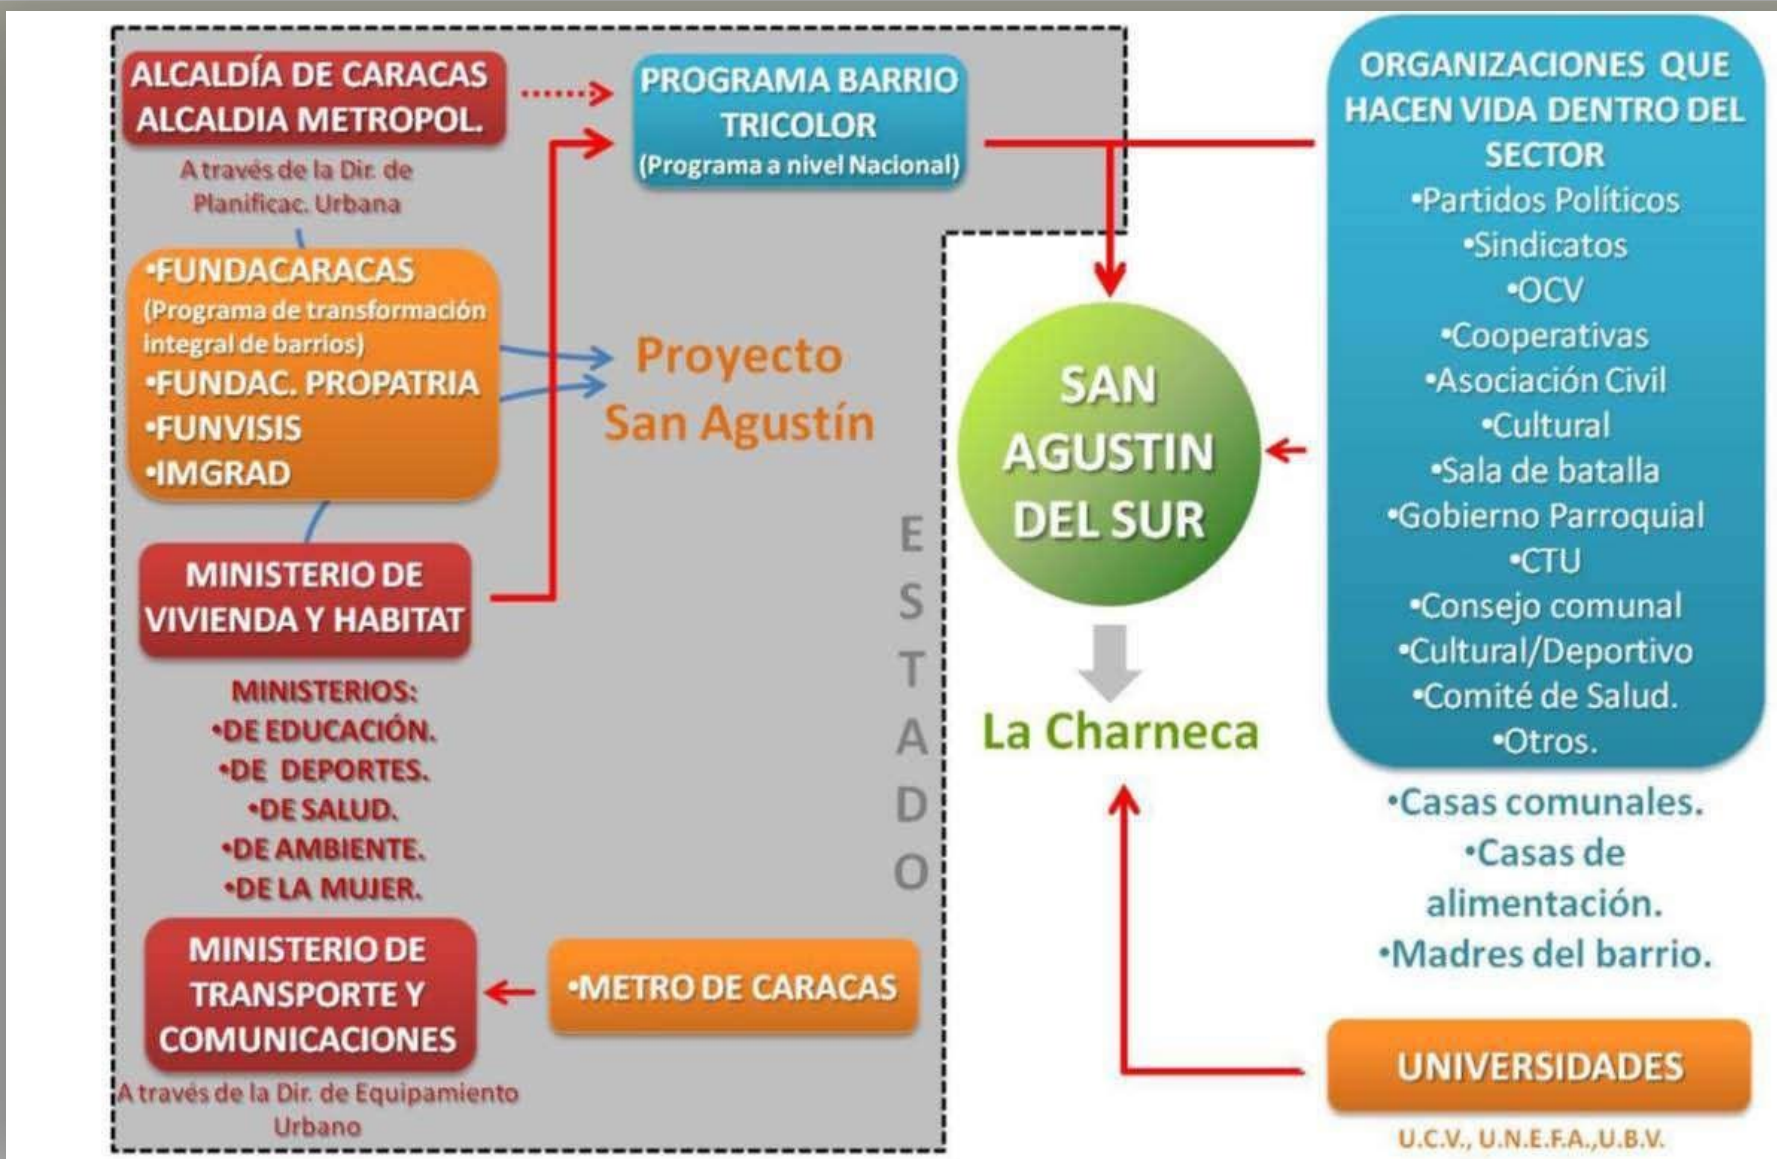 ALCALDÍA DE CARACAS
ALCALDIA METROPOL.
A través de la Dir. de
Planificac. Urbana
•FUNDACARACAS
(Programa de transformación
integral de barrios)
•FUNDAC. PROPATRIA
•FUNVISIS
•IMGRAD
MINISTERIO DE
VIVIENDA Y HABITAT
MINISTERIOS:
•DE EDUCACIÓN.
•DE DEPORTES.
•DE SALUD.
•DE AMBIENTE.
•DE LA MUJER.
MINISTERIO DE
TRANSPORTE Y
COMUNICACIONES
A través de la Dir. de Equipamiento
Urbano
PROGRAMA BARRIO
TRICOLOR
(Programa a nivel Nacional)
Proyecto
San Agustín
•METRO DE CARACAS
E
S
T
A
D
O
SAN
AGUSTIN
DEL SUR
La Charneca
ORGANIZACIONES QUE
HACEN VIDA DENTRO DEL
SECTOR
•Partidos Políticos
•Sindicatos
•OCV
•Cooperativas
•Asociación Civil
•Cultural
•Sala de batalla
•Gobierno Parroquial
•CTU
•Consejo comunal
•Cultural/Deportivo
•Comité de Salud.
•Otros.
•Casas comunales.
•Casas de
alimentación.
•Madres del barrio.
UNIVERSIDADES
U.C.V., U.N.E.F.A.,U.B.V.